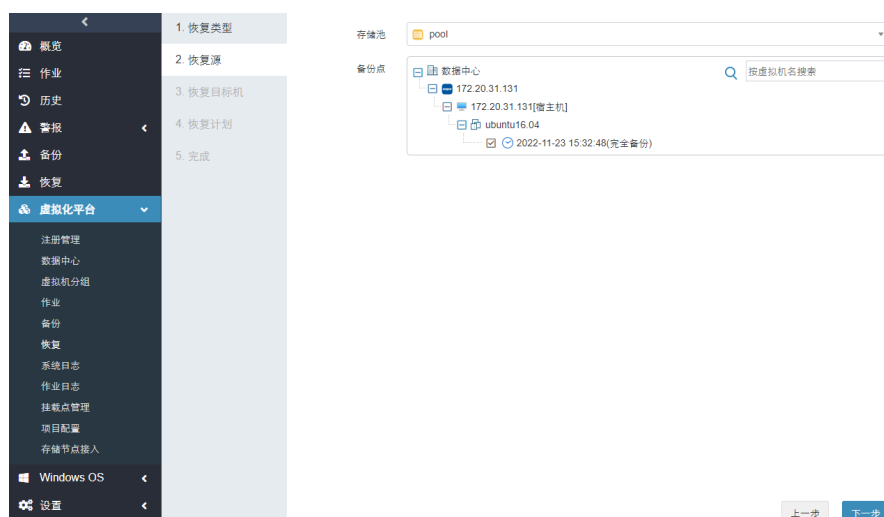 概览
作业
历史
警报
备份
恢复
虚拟化平台
注册管理
数据中心
虚拟机分组
作业
备份
恢复
系统日志
作业日志
挂载点管理
项目配置
存储节点接入
Windows OS
设置
1. 恢复类型
2. 恢复源
3. 恢复目标机
4. 恢复计划
5. 完成
存储池
pool
备份点
数据中心
按虚拟机名搜索
172.20.31.131
172.20.31.131[宿主机]
ubuntu16.04
2022-11-23 15:32:48(完全备份)
上一步
下一步